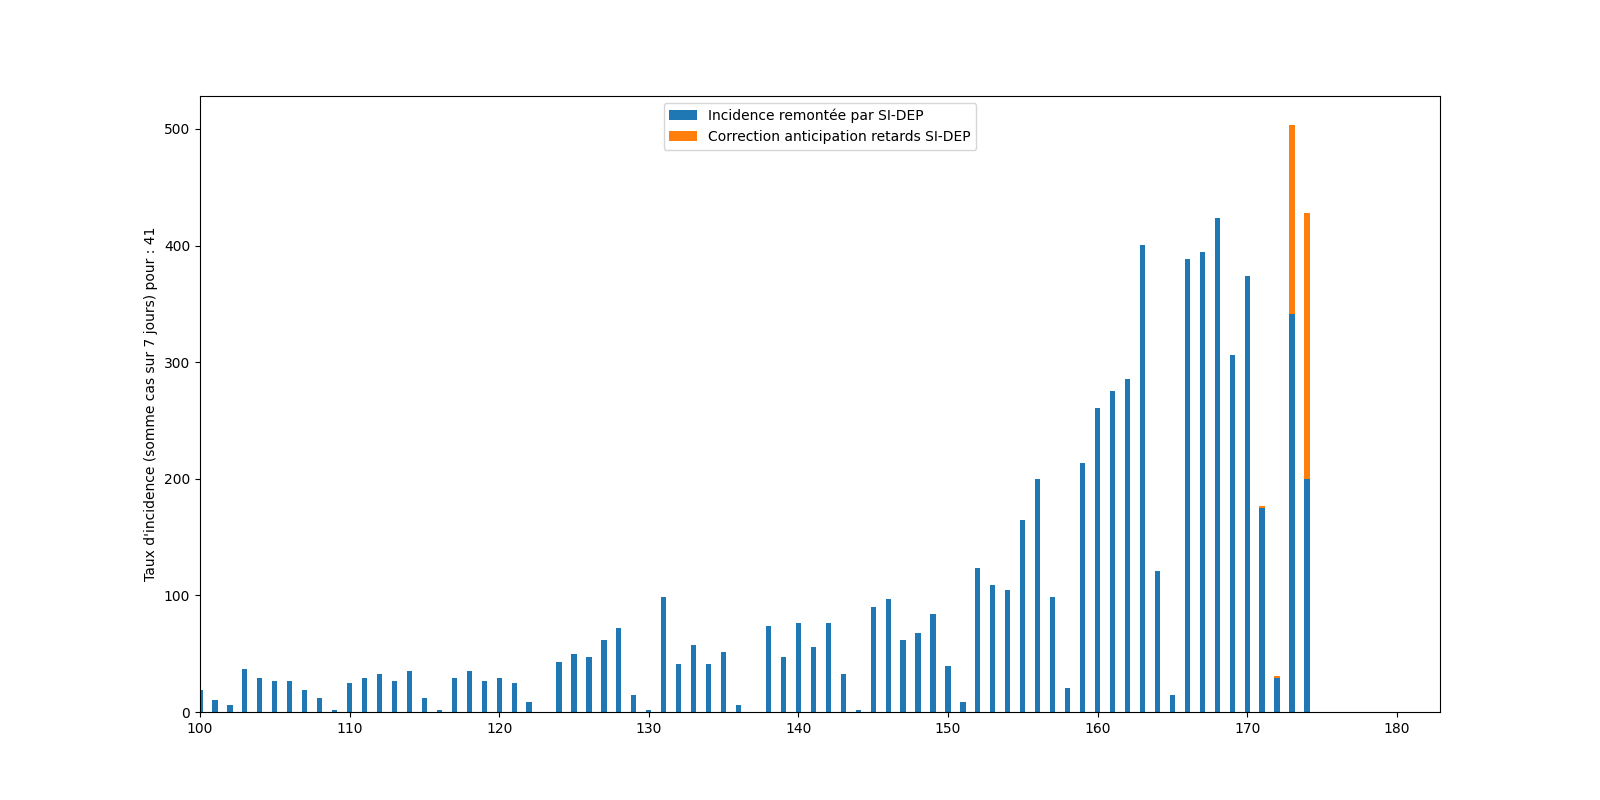 Incidence remontée par SI-DEP
Correction anticipation retards SI-DEP
Taux d'incidence (somme cas sur 7 jours) pour : 41
500
400
300
200
100
0
100 110 120 130 140 150 160 170 180